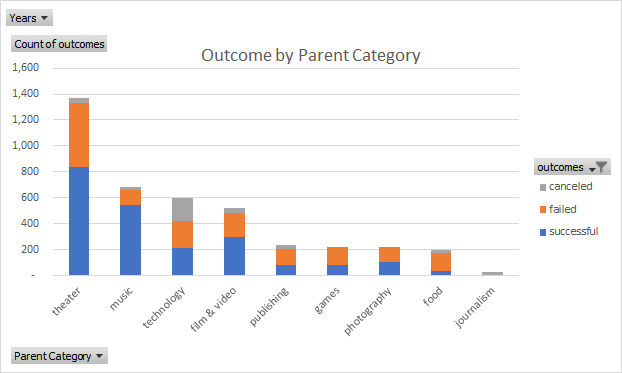 Years
Count of outcomes
Outcome by Parent Category
1,600
1,400
1,200
1,000
800
600
400
200
-
theater
music
technology
film & video
publishing
games
photography
food
journalism
outcomes
canceled
failed
successful
Parent Category